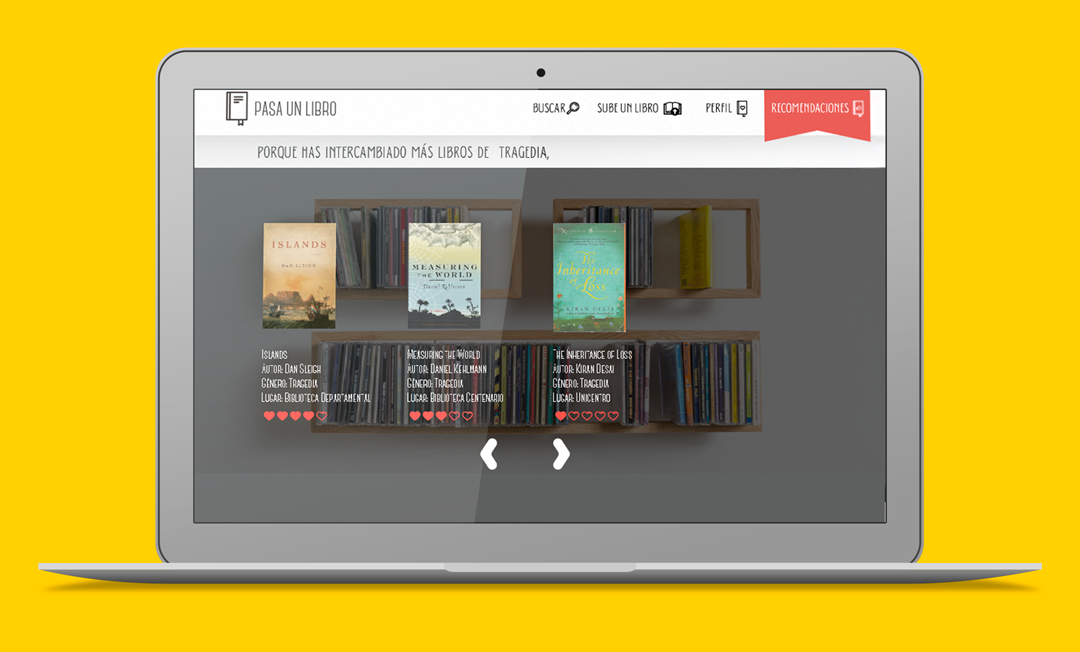 PASA UN LIBRO
BUSCAR
SUBE UN LIBRO
PERFIL
RECOMENDACIONES
PORQUE HAS INTERCAMBIADO MÁS LIBROS DE TRAGEDIA,
ISLANDS
DAN SLEIGH
MEASURING
THE WORLD
Daniel Kehlmann
The
Inheritance
of
Loss
KIRAN DESAI
ISLANDS
AUTOR: DAN SLEIGH
GÉNERO: TRAGEDIA
LUGAR: BIBLIOTECA DEPARTAMENTAL
MEASURING THE WORLD
AUTOR: DANIEL KEHLMANN
GÉNERO: TRAGEDIA
LUGAR: BIBLIOTECA CENTENARIO
THE INHERITANCE OF LOSS
AUTOR: KIRAN DESAI
GÉNERO: TRAGEDIA
LUGAR: UNICENTRO